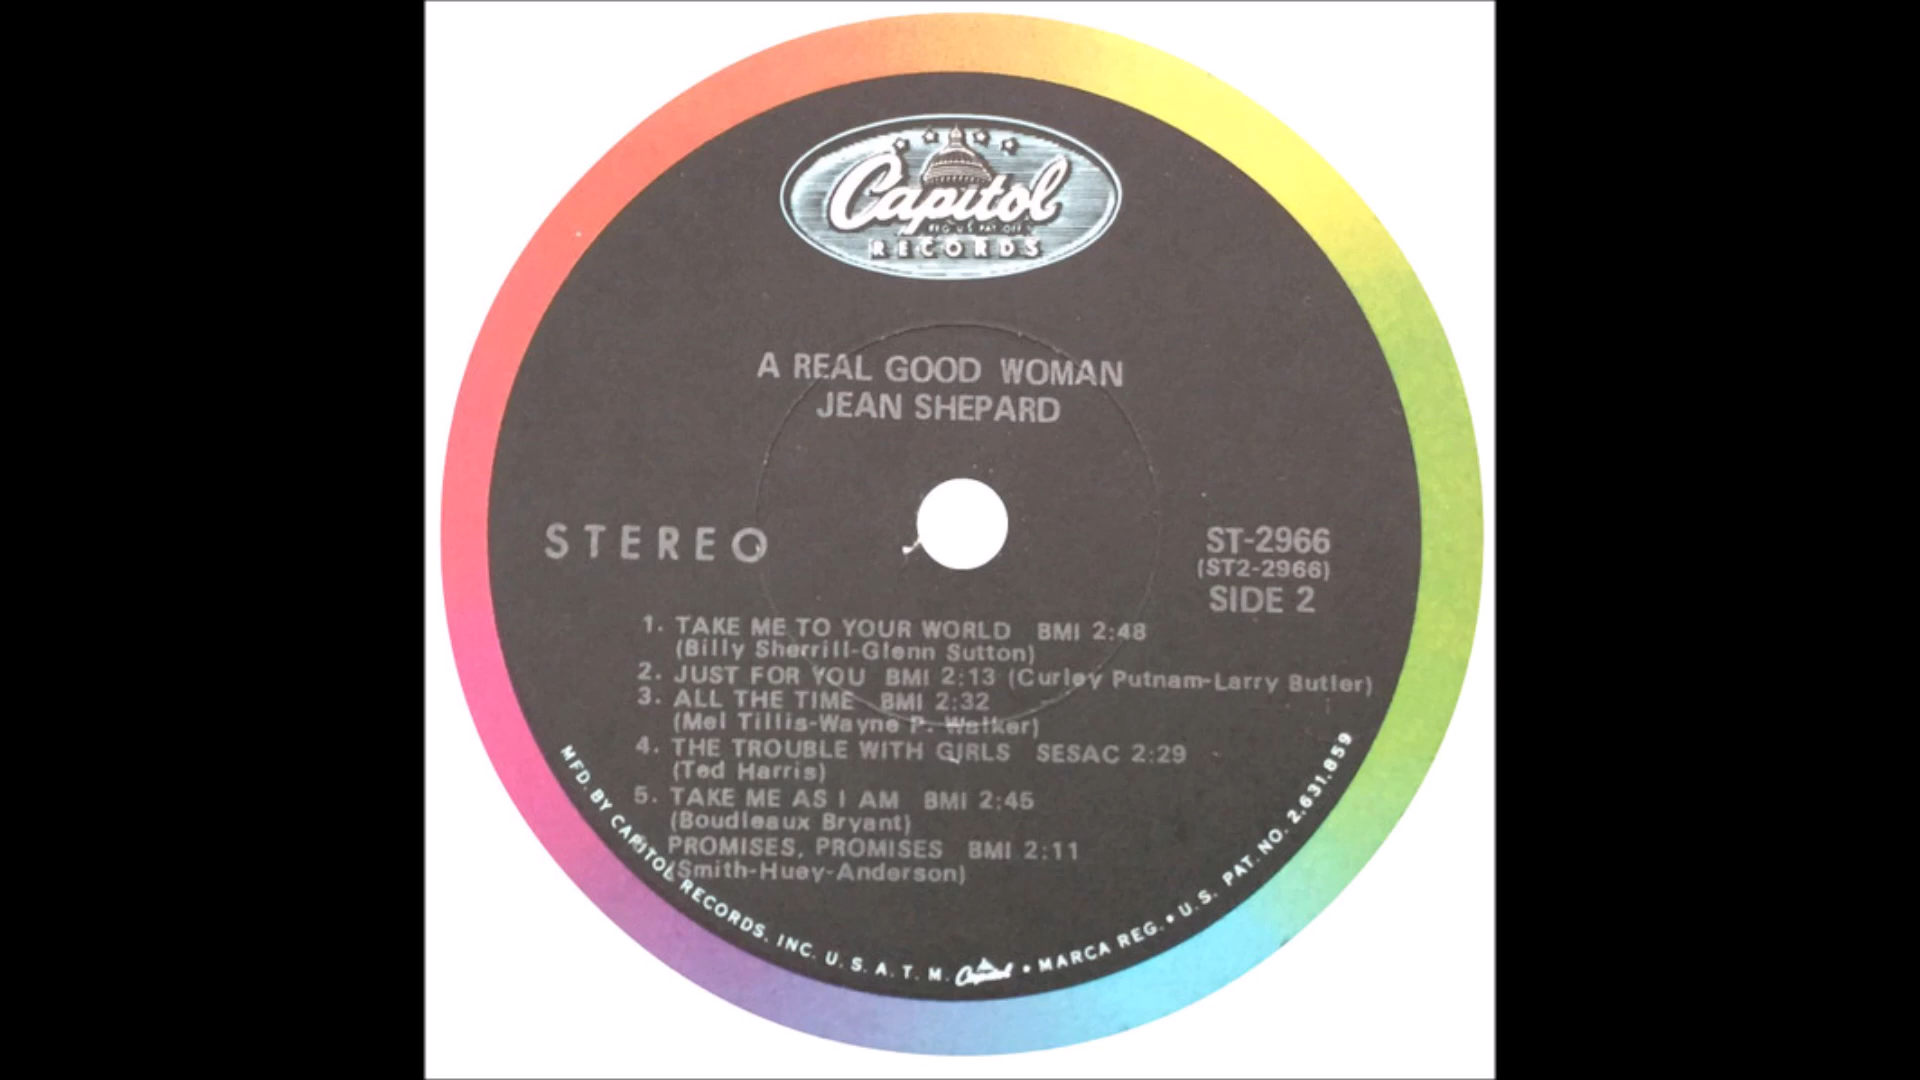 Capitol
REG. U.S. PAT. OFF.
RECORDS
A REAL GOOD WOMAN
JEAN SHEPARD
STEREO
ST-2966
(ST2-2966)
SIDE 2
1. TAKE ME TO YOUR WORLD BMI 2:48
(Billy Sherrill-Glenn Sutton)
2. JUST FOR YOU BMI 2:13 (Curley Putnam-Larry Butler)
3. ALL THE TIME BMI 2:32
(Mel Tillis-Wayne P. Walker)
4. THE TROUBLE WITH GIRLS SESAC 2:29
(Ted Harris)
5. TAKE ME AS I AM BMI 2:45
(Boudleaux Bryant)
PROMISES, PROMISES BMI 2:11
(Smith-Huey-Anderson)
MFD. BY CAPITOL RECORDS, INC. U.S.A. T.M. Capitol • MARCA REG. • U.S. PAT. NO. 2,631,859